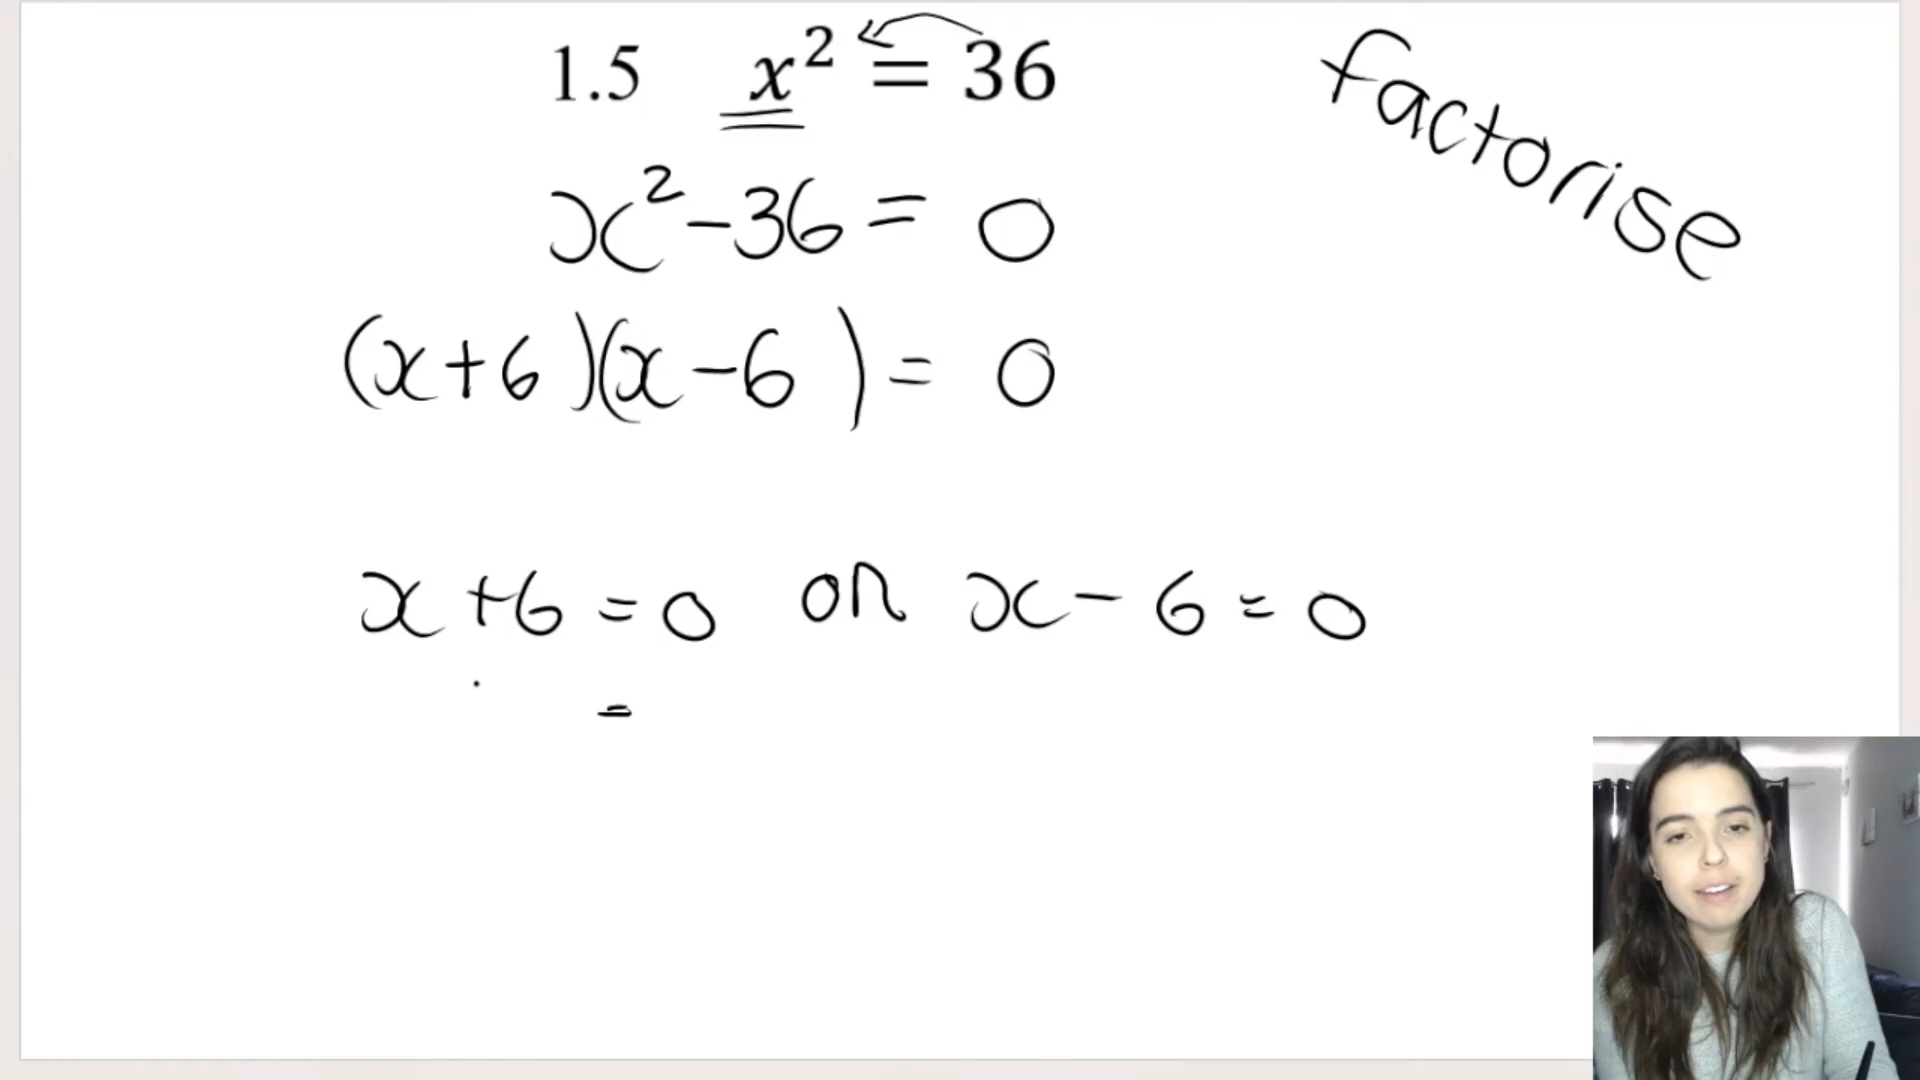 1.5 x² = 36
factorise
x² - 36 = 0
(x + 6)(x - 6) = 0
x + 6 = 0 or x - 6 = 0
=